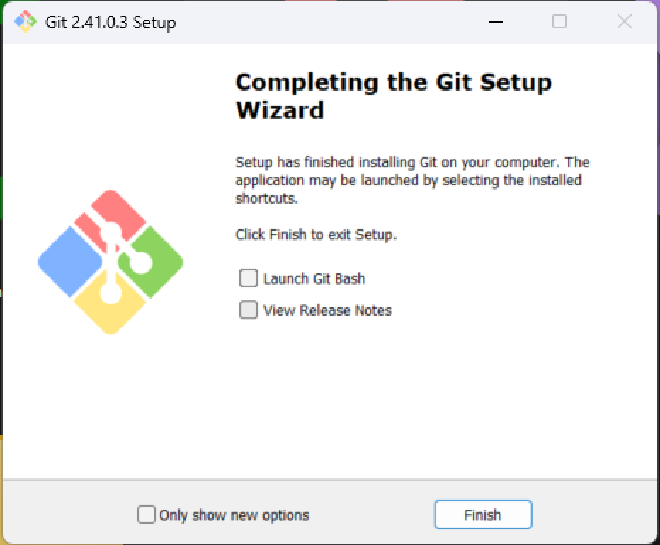 Git 2.41.0.3 Setup
Completing the Git Setup
Wizard
Setup has finished installing Git on your computer. The
application may be launched by selecting the installed
shortcuts.
Click Finish to exit Setup.
Launch Git Bash
View Release Notes
Only show new options
Finish